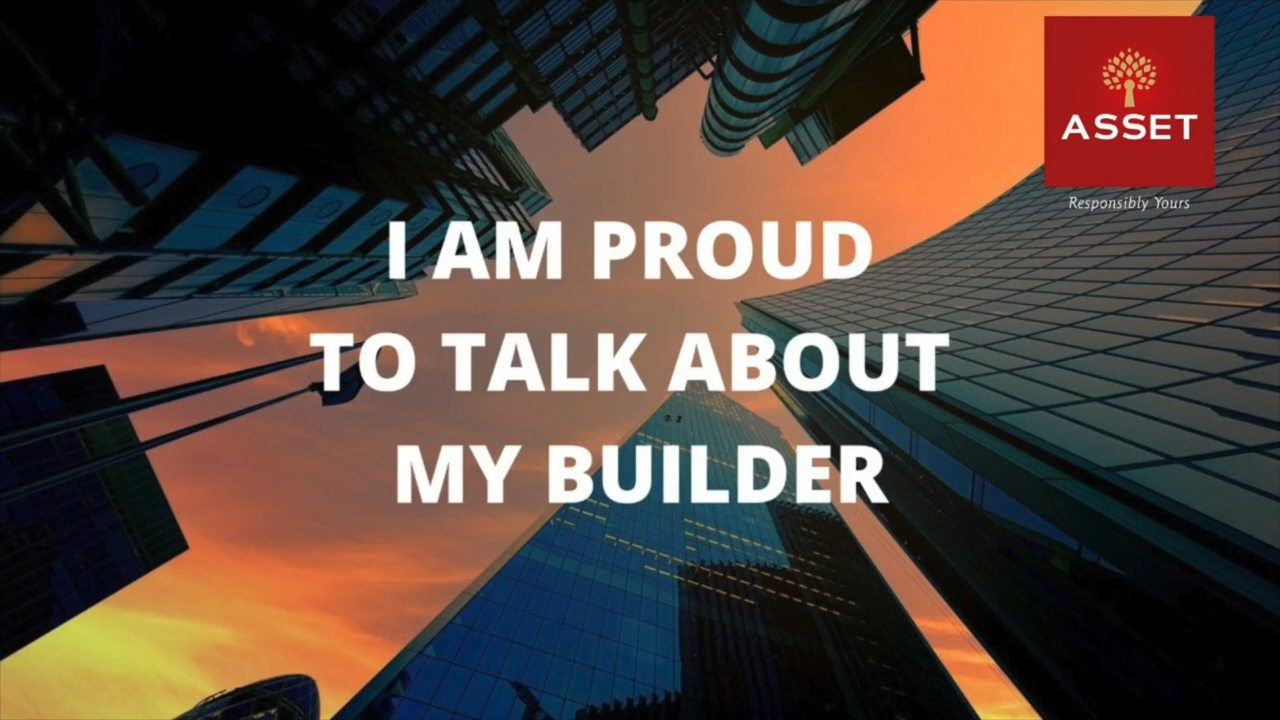 ASSET
Responsibly Yours
I AM PROUD
TO TALK ABOUT
MY BUILDER